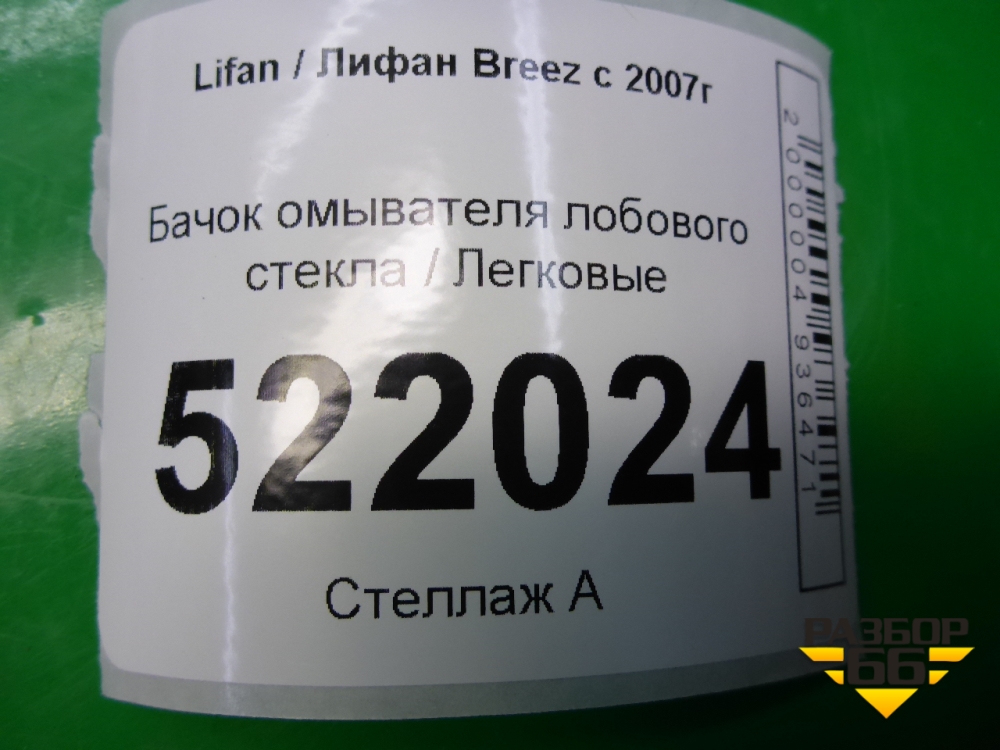 Lifan / Лифан Breez с 2007г
Бачок омывателя лобового
стекла / Легковые
522024
Стеллаж А
2000004936471
РАЗБОР
66